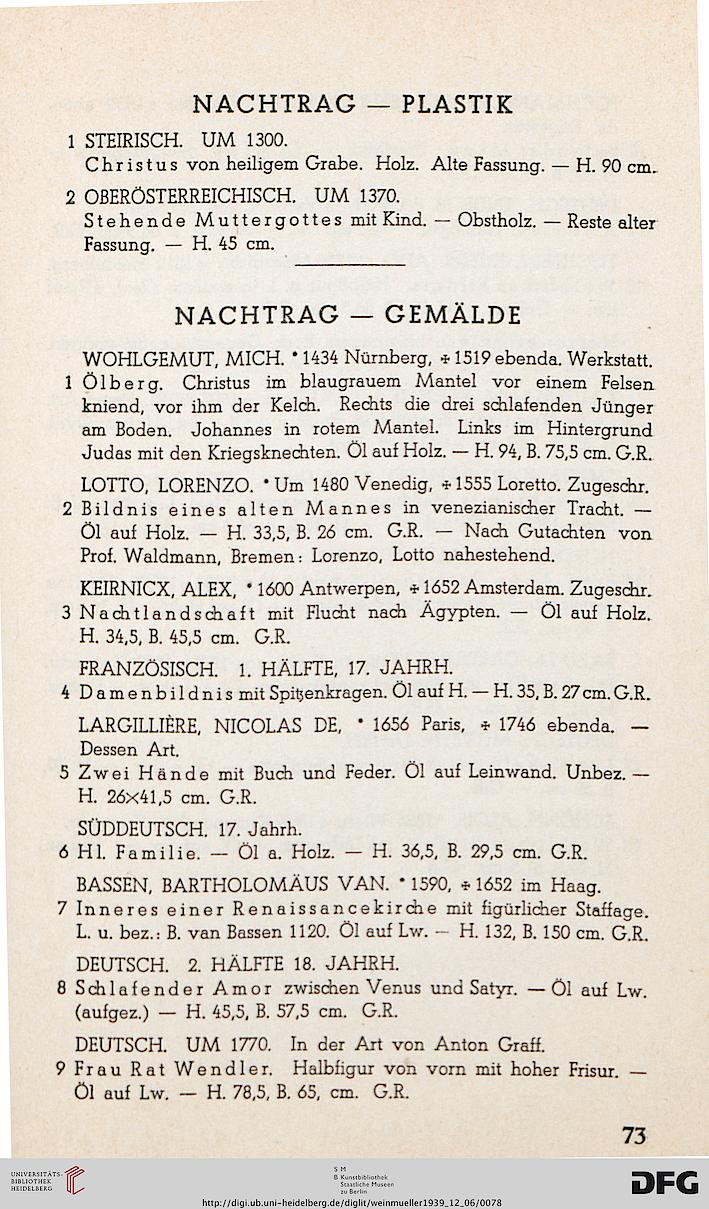 NACHTRAG — PLASTIK
1 STEIRISCH. UM 1300.
Christus von heiligem Grabe. Holz. Alte Fassung. — H. 90 cm.
2 OBERÖSTERREICHISCH. UM 1370.
Stehende Muttergottes mit Kind. — Obstholz. — Reste alter
Fassung. — H. 45 cm.
NACHTRAG — GEMÄLDE
WOHLGEMUT, MICH. * 1434 Nürnberg, + 1519 ebenda. Werkstatt.
1 Ölberg. Christus im blaugrauem Mantel vor einem Felsen
kniend, vor ihm der Kelch. Rechts die drei schlafenden Jünger
am Boden. Johannes in rotem Mantel. Links im Hintergrund
Judas mit den Kriegsknechten. Öl auf Holz. — H. 94, B. 75,5 cm. G.R.
LOTTO, LORENZO. * Um 1480 Venedig, + 1555 Loretto. Zugeschr.
2 Bildnis eines alten Mannes in venezianischer Tracht. —
Öl auf Holz. — H. 33,5, B. 26 cm. G.R. — Nach Gutachten von
Prof. Waldmann, Bremen: Lorenzo, Lotto nahestehend.
KEIRNICX, ALEX, * 1600 Antwerpen, + 1652 Amsterdam. Zugeschr.
3 Nachtlandschaft mit Flucht nach Ägypten. — Öl auf Holz.
H. 34,5, B. 45,5 cm. G.R.
FRANZÖSISCH. 1. HÄLFTE, 17. JAHRH.
4 Damenbildnis mit Spitzenkragen. Öl auf H. — H. 35, B. 27 cm. G.R.
LARGILLIÈRE, NICOLAS DE, * 1656 Paris, + 1746 ebenda. —
Dessen Art.
5 Zwei Hände mit Buch und Feder. Öl auf Leinwand. Unbez. —
H. 26×41,5 cm. G.R.
SÜDDEUTSCH. 17. Jahrh.
6 Hl. Familie. — Öl a. Holz. — H. 36,5, B. 29,5 cm. G.R.
BASSEN, BARTHOLOMÄUS VAN. * 1590, + 1652 im Haag.
7 Inneres einer Renaissancekirche mit figürlicher Staffage.
L. u. bez.: B. van Bassen 1120. Öl auf Lw. — H. 132, B. 150 cm. G.R.
DEUTSCH. 2. HÄLFTE 18. JAHRH.
8 Schlafender Amor zwischen Venus und Satyr. — Öl auf Lw.
(aufgez.) — H. 45,5, B. 57,5 cm. G.R.
DEUTSCH. UM 1770. In der Art von Anton Graff.
9 Frau Rat Wendler. Halbfigur von vorn mit hoher Frisur. —
Öl auf Lw. — H. 78,5, B. 65, cm. G.R.
73
UNIVERSITÄTS-
BIBLIOTHEK
HEIDELBERG
S M
B Kunstbibliothek
Staatliche Museen
zu Berlin
DFG
http://digi.ub.uni-heidelberg.de/diglit/weinmueller1939_12_06/0078